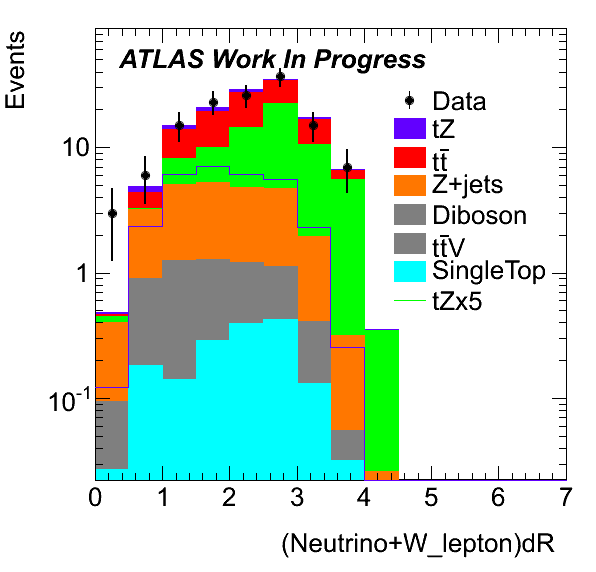 Events
ATLAS Work In Progress
Data
tZ
tt̄
Z+jets
Diboson
tt̄V
SingleTop
tZx5
10
1
10⁻¹
0 1 2 3 4 5 6 7
(Neutrino+W_lepton)dR